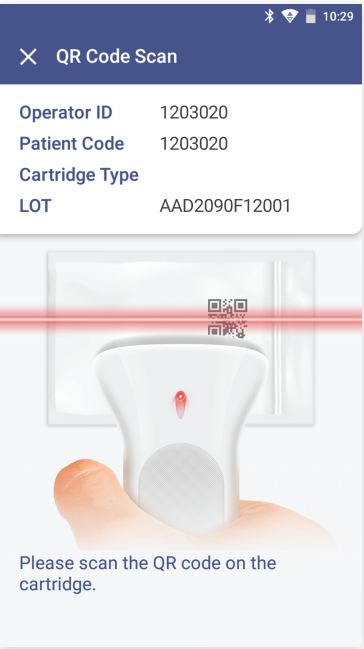 10:29
QR Code Scan
Operator ID 1203020
Patient Code 1203020
Cartridge Type
LOT AAD2090F12001
Please scan the QR code on the
cartridge.